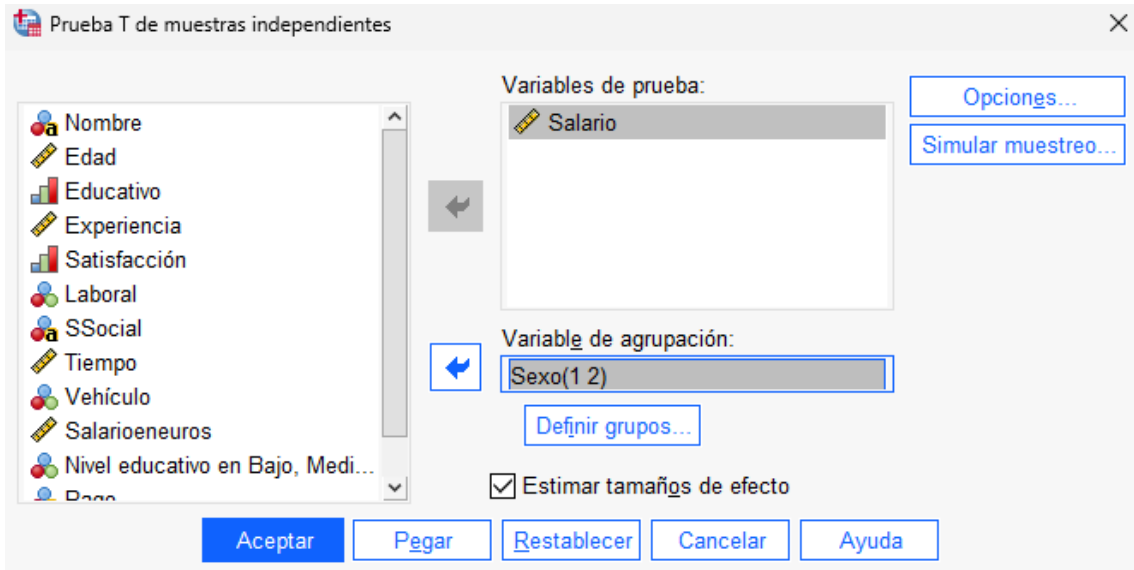 Prueba T de muestras independientes
Nombre
Edad
Educativo
Experiencia
Satisfacción
Laboral
SSocial
Tiempo
Vehículo
Salarioeneuros
Nivel educativo en Bajo, Medi...
Variables de prueba:
Salario
Variable de agrupación:
Sexo(1 2)
Definir grupos...
Estimar tamaños de efecto
Opciones...
Simular muestreo...
Aceptar Pegar Restablecer Cancelar Ayuda